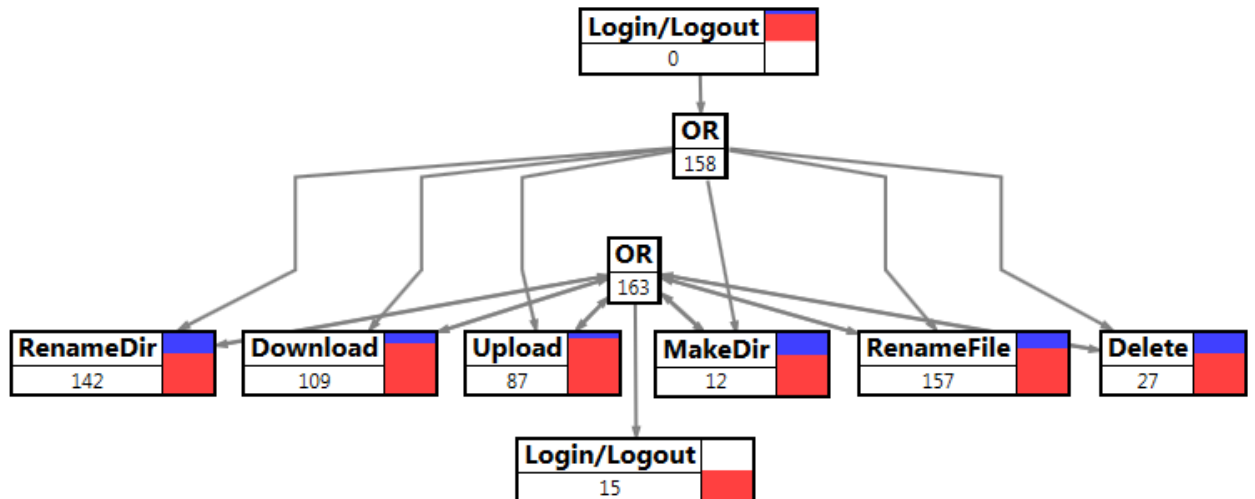 Login/Logout
0
OR
158
OR
163
RenameDir
142
Download
109
Upload
87
MakeDir
12
RenameFile
157
Delete
27
Login/Logout
15